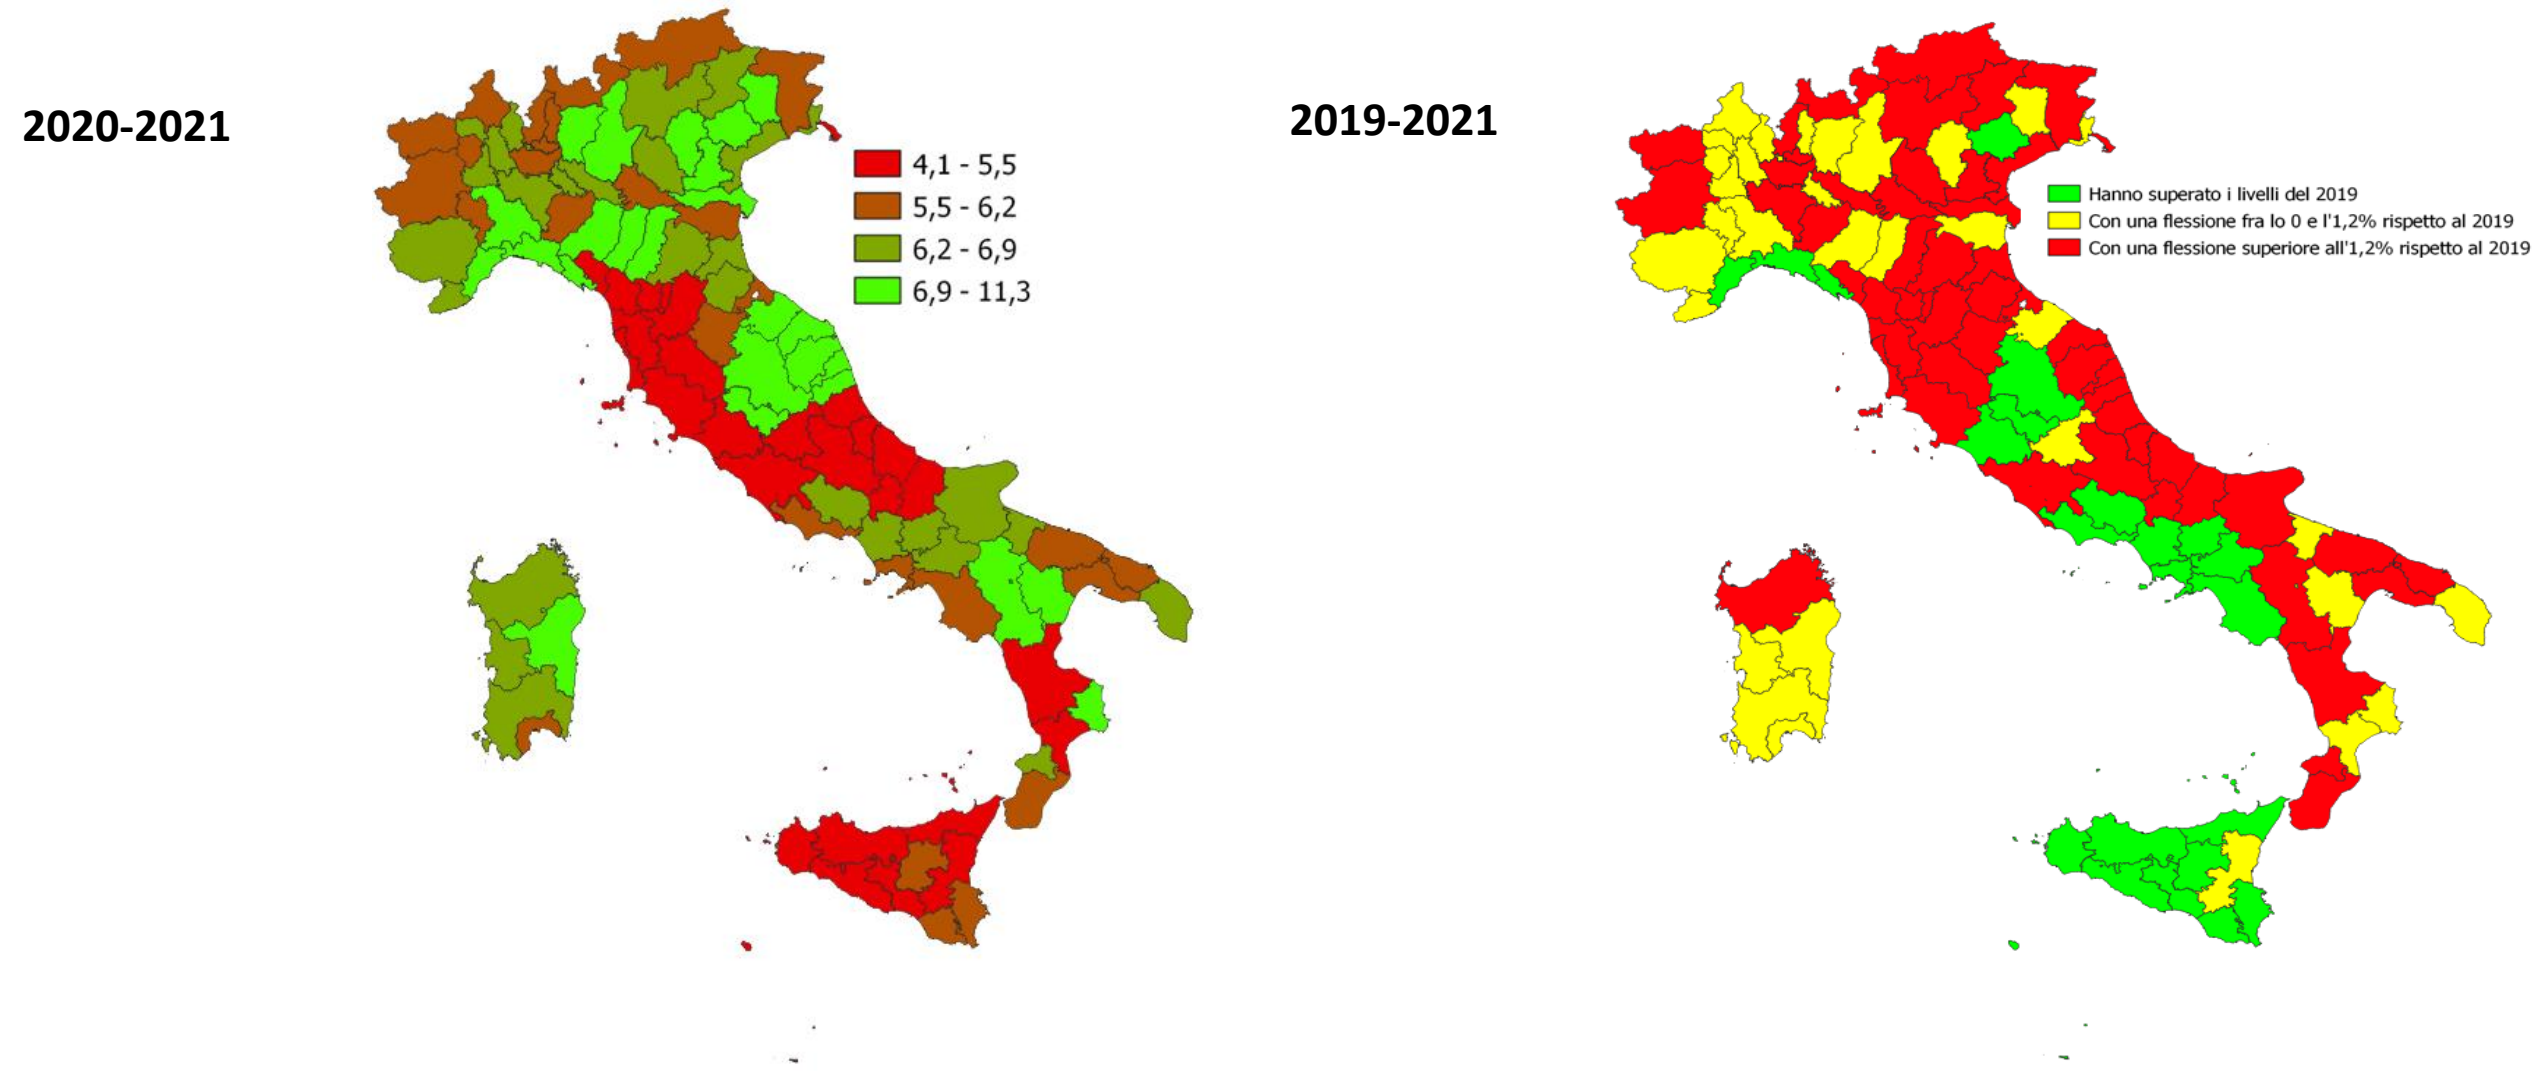 2020-2021
4,1 - 5,5
5,5 - 6,2
6,2 - 6,9
6,9 - 11,3
2019-2021
Hanno superato i livelli del 2019
Con una flessione fra lo 0 e l'1,2% rispetto al 2019
Con una flessione superiore all'1,2% rispetto al 2019